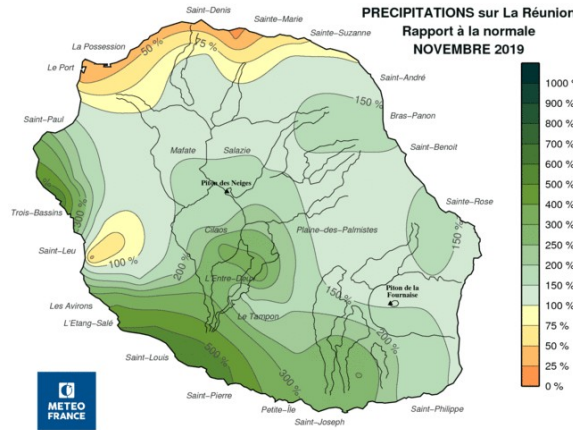 PRECIPITATIONS sur La Réunion
Rapport à la normale
NOVEMBRE 2019
Saint-Denis
Sainte-Marie
Sainte-Suzanne
La Possession
Le Port
50 %
75 %
Saint-André
150 %
Bras-Panon
Saint-Paul
Saint-Benoit
Mafate
Salazie
Piton des Neiges
Trois-Bassins
300 %
Sainte-Rose
Cilaos
Plaine-des-Palmistes
150 %
Saint-Leu
100 %
200 %
L'Entre-Deux
Piton de la
Fournaise
150 %
Les Avirons
L'Etang-Salé
Le Tampon
200 %
Saint-Louis
500 %
300 %
Saint-Pierre
Petite-Île
Saint-Joseph
Saint-Philippe
1000 %
900 %
800 %
700 %
600 %
500 %
400 %
300 %
200 %
150 %
100 %
75 %
50 %
25 %
0 %
METEO
FRANCE